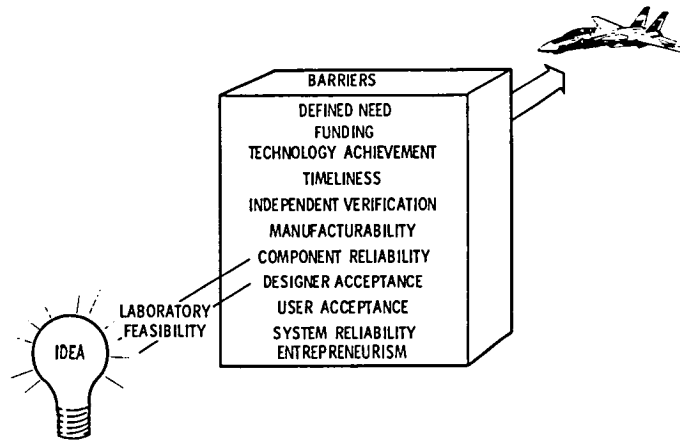 BARRIERS
DEFINED NEED
FUNDING
TECHNOLOGY ACHIEVEMENT
TIMELINESS
INDEPENDENT VERIFICATION
MANUFACTURABILITY
COMPONENT RELIABILITY
DESIGNER ACCEPTANCE
USER ACCEPTANCE
SYSTEM RELIABILITY
ENTREPRENEURISM
LABORATORY
FEASIBILITY
IDEA